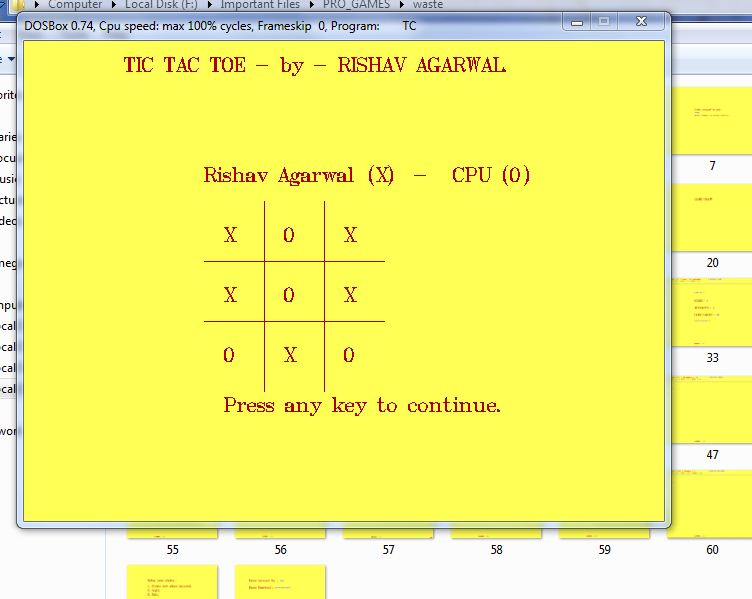 Computer ▸ Local Disk (F:) ▸ Important Files ▸ PRO_GAMES ▸ waste
DOSBox 0.74, Cpu speed: max 100% cycles, Frameskip 0, Program: TC
TIC TAC TOE - by - RISHAV AGARWAL
Rishav Agarwal (X) - CPU (0)
X 0 X
X 0 X
0 X 0
Press any key to continue.
7
20
33
47
55 56 57 58 59 60